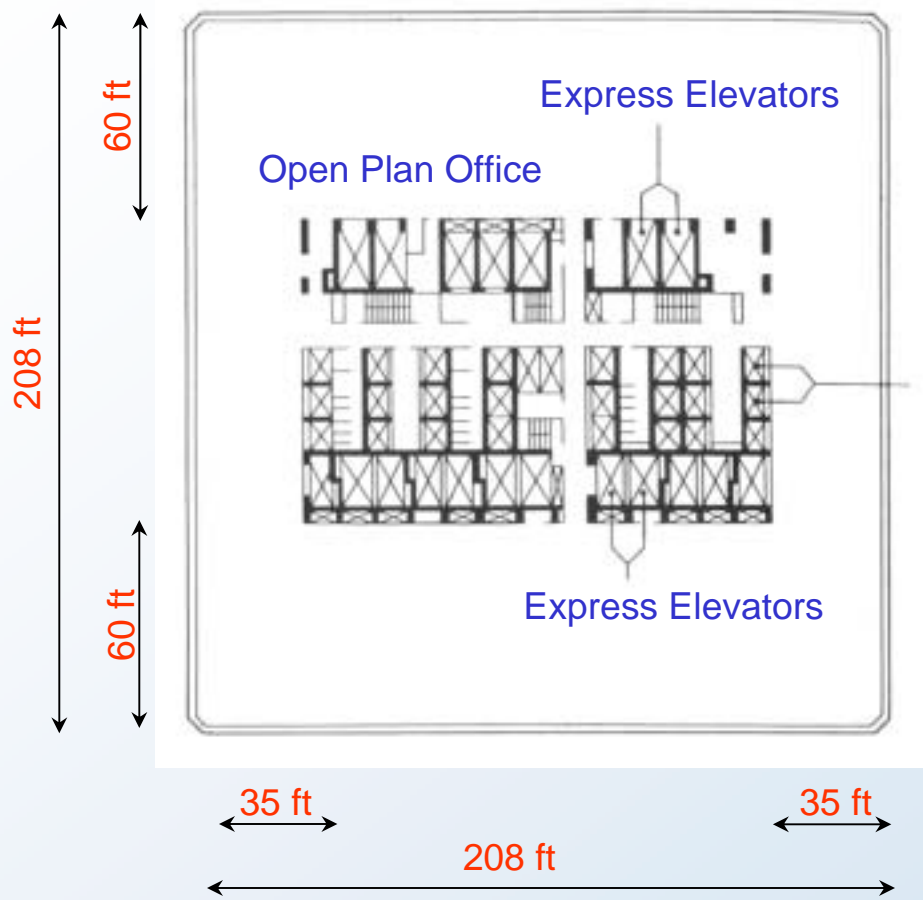 60 ft
Express Elevators
Open Plan Office
208 ft
60 ft
Express Elevators
35 ft
35 ft
208 ft